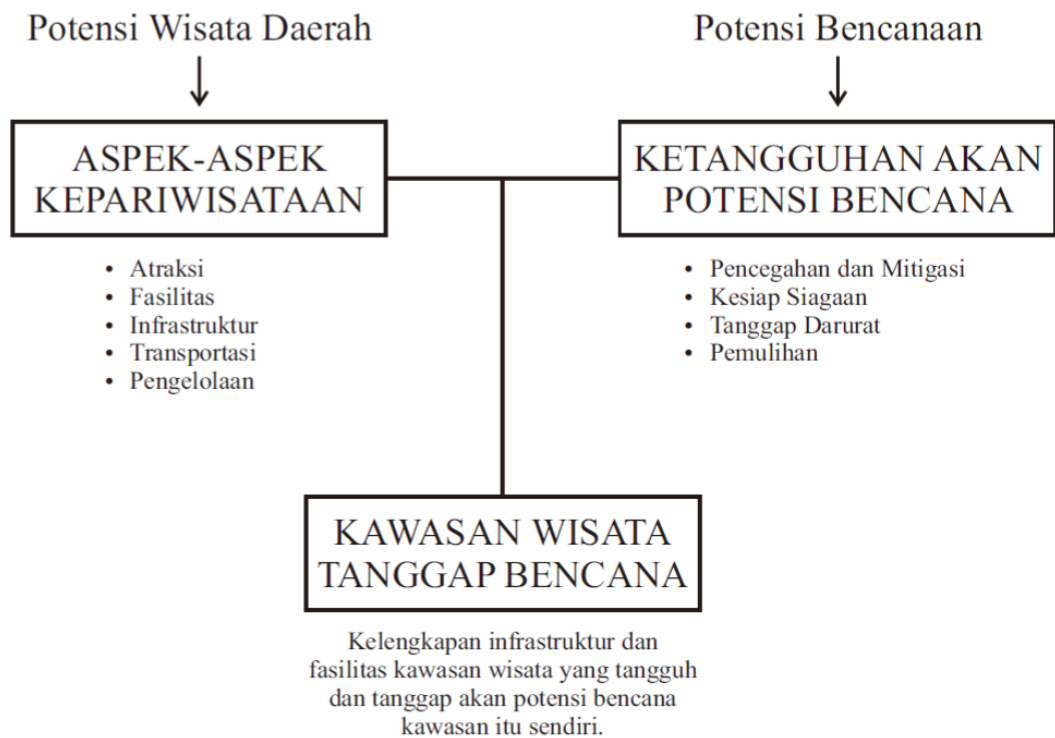 Potensi Wisata Daerah
ASPEK-ASPEK
KEPARIWISATAAN
• Atraksi
• Fasilitas
• Infrastruktur
• Transportasi
• Pengelolaan
Potensi Bencanaan
KETANGGUHAN AKAN
POTENSI BENCANA
• Pencegahan dan Mitigasi
• Kesiap Siagaan
• Tanggap Darurat
• Pemulihan
KAWASAN WISATA
TANGGAP BENCANA
Kelengkapan infrastruktur dan
fasilitas kawasan wisata yang tangguh
dan tanggap akan potensi bencana
kawasan itu sendiri.